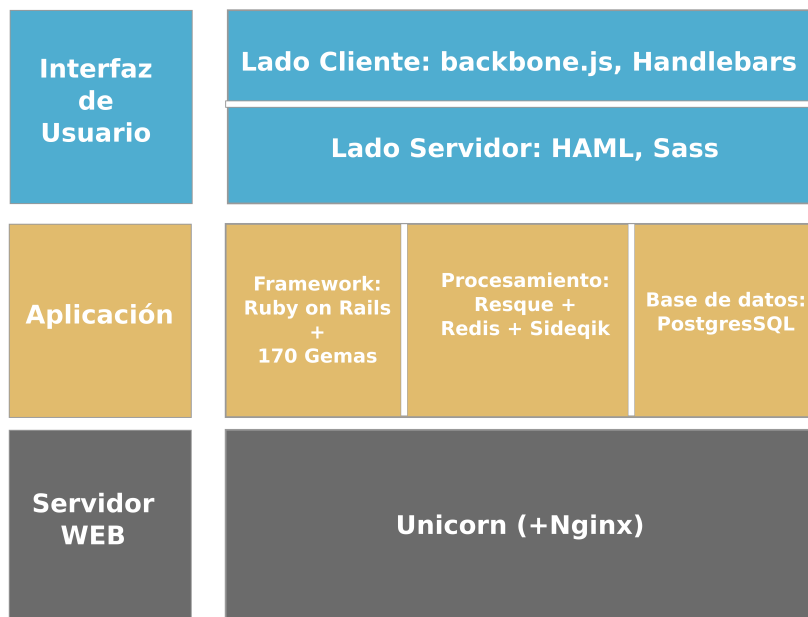 Interfaz
de
Usuario
Lado Cliente: backbone.js, Handlebars
Lado Servidor: HAML, Sass
Aplicación
Framework:
Ruby on Rails
+
170 Gemas
Procesamiento:
Resque +
Redis + Sideqik
Base de datos:
PostgresSQL
Servidor
WEB
Unicorn (+Nginx)